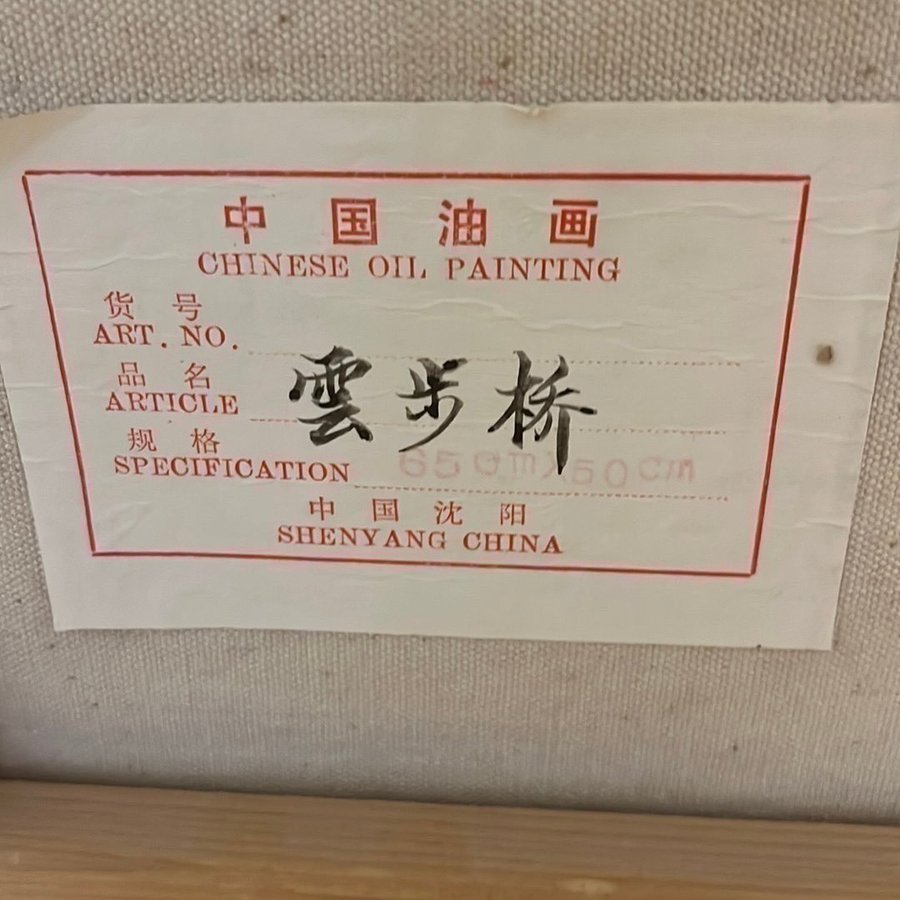 中国油画
CHINESE OIL PAINTING
货号
ART. NO.
品名
ARTICLE
雲步桥
规格
SPECIFICATION
65cm×50cm
中国沈阳
SHENYANG CHINA